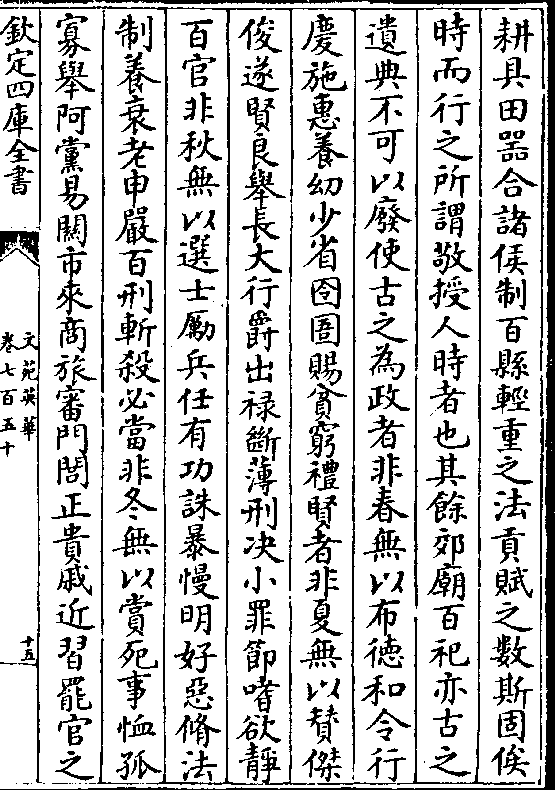 耕具田器合諸侯制百縣輕重之法貢賦之數斯固俟
時而行之所謂敬授人時者也其餘郊廟百祀亦古之
遺典不可以廢使古之為政者非春無以布德和令行
慶施惠養幼少省囹圄賜貧窮禮賢者非夏無以賛傑
俊遂賢良舉長大行爵出禄斷薄刑决小罪節嗜欲靜
百官非秋無以選士厲兵任有功誅暴慢明好惡脩法
制養衰老申嚴百刑斬殺必當非冬無以賞死事恤孤
寡舉阿黨易關市來商旅審門閭正貴戚近習罷官之
欽定四庫全書
文苑英華
卷七百五十
十五